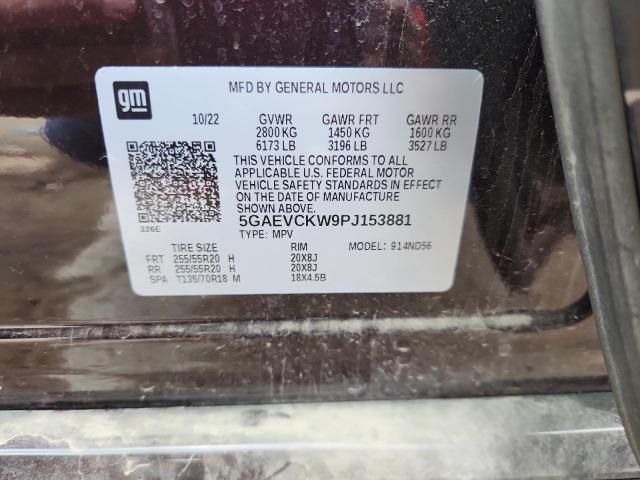 gm
MFD BY GENERAL MOTORS LLC
10/22 GVWR GAWR FRT GAWR RR
2800 KG 1450 KG 1600 KG
6173 LB 3196 LB 3527 LB
THIS VEHICLE CONFORMS TO ALL
APPLICABLE U.S. FEDERAL MOTOR
VEHICLE SAFETY STANDARDS IN EFFECT
ON THE DATE OF MANUFACTURE
SHOWN ABOVE.
326E
5GAEVCKW9PJ153881
TYPE: MPV
TIRE SIZE RIM MODEL: 914ND56
FRT 255/55R20 H 20X8J
RR 255/55R20 H 20X8J
SPA T135/70R18 M 18X4.5B